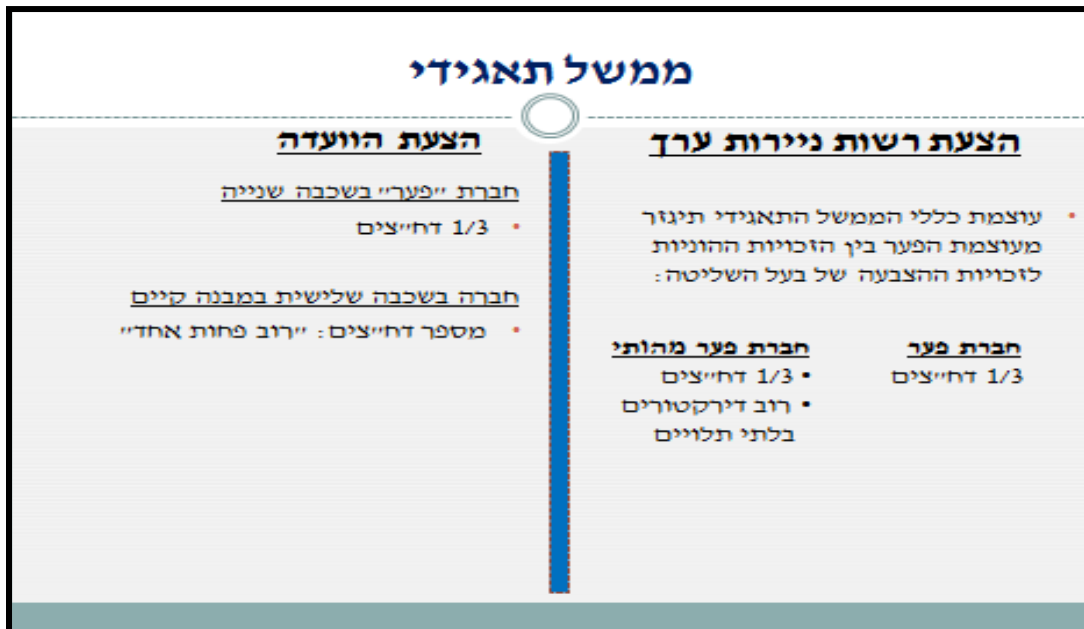 ממשל תאגידי
הצעת רשות ניירות ערך
• עוצמת כללי הממשל התאגידי תיגזר
מעוצמת הפער בין הזכויות ההוניות
לזכויות ההצבעה של בעל השליטה:
חברת פער
1/3 דח״צים
חברת פער מהותי
• 1/3 דח״צים
• רוב דירקטורים
בלתי תלויים
הצעת הוועדה
חברת ״פער״ בשכבה שנייה
• 1/3 דח״צים
חברה בשכבה שלישית במבנה קיים
• מספר דח״צים: ״רוב פחות אחד״